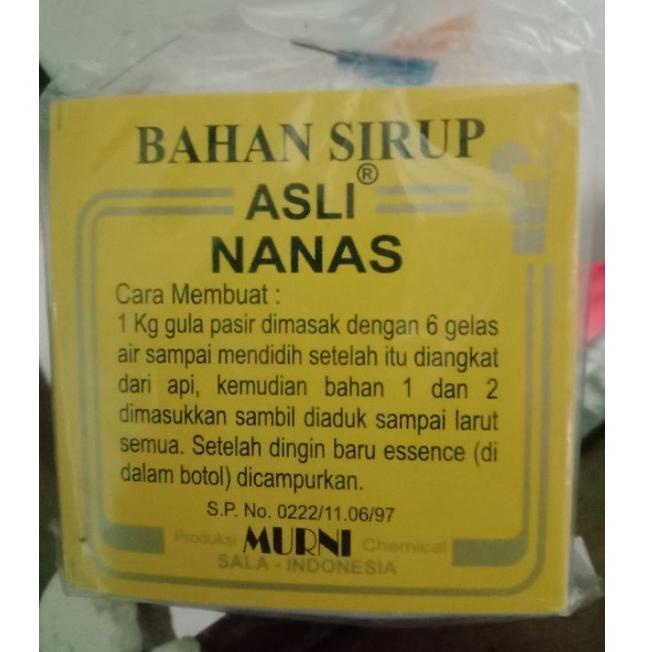 BAHAN SIRUP
ASLI®
NANAS
Cara Membuat :
1 Kg gula pasir dimasak dengan 6 gelas
air sampai mendidih setelah itu diangkat
dari api, kemudian bahan 1 dan 2
dimasukkan sambil diaduk sampai larut
semua. Setelah dingin baru essence (di
dalam botol) dicampurkan.
S.P. No. 0222/11.06/97
Produksi MURNI Chemical
SALA - INDONESIA